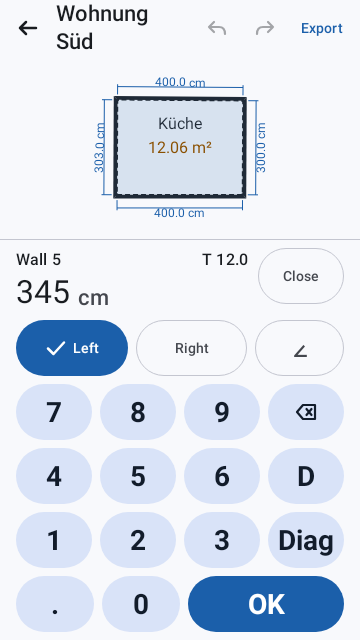 Wohnung
Süd
Export
400.0 cm
303.0 cm
Küche
12.06 m²
300.0 cm
400.0 cm
Wall 5
T 12.0
345 cm
Close
Left
Right
7
8
9
4
5
6
D
1
2
3
Diag
.
0
OK